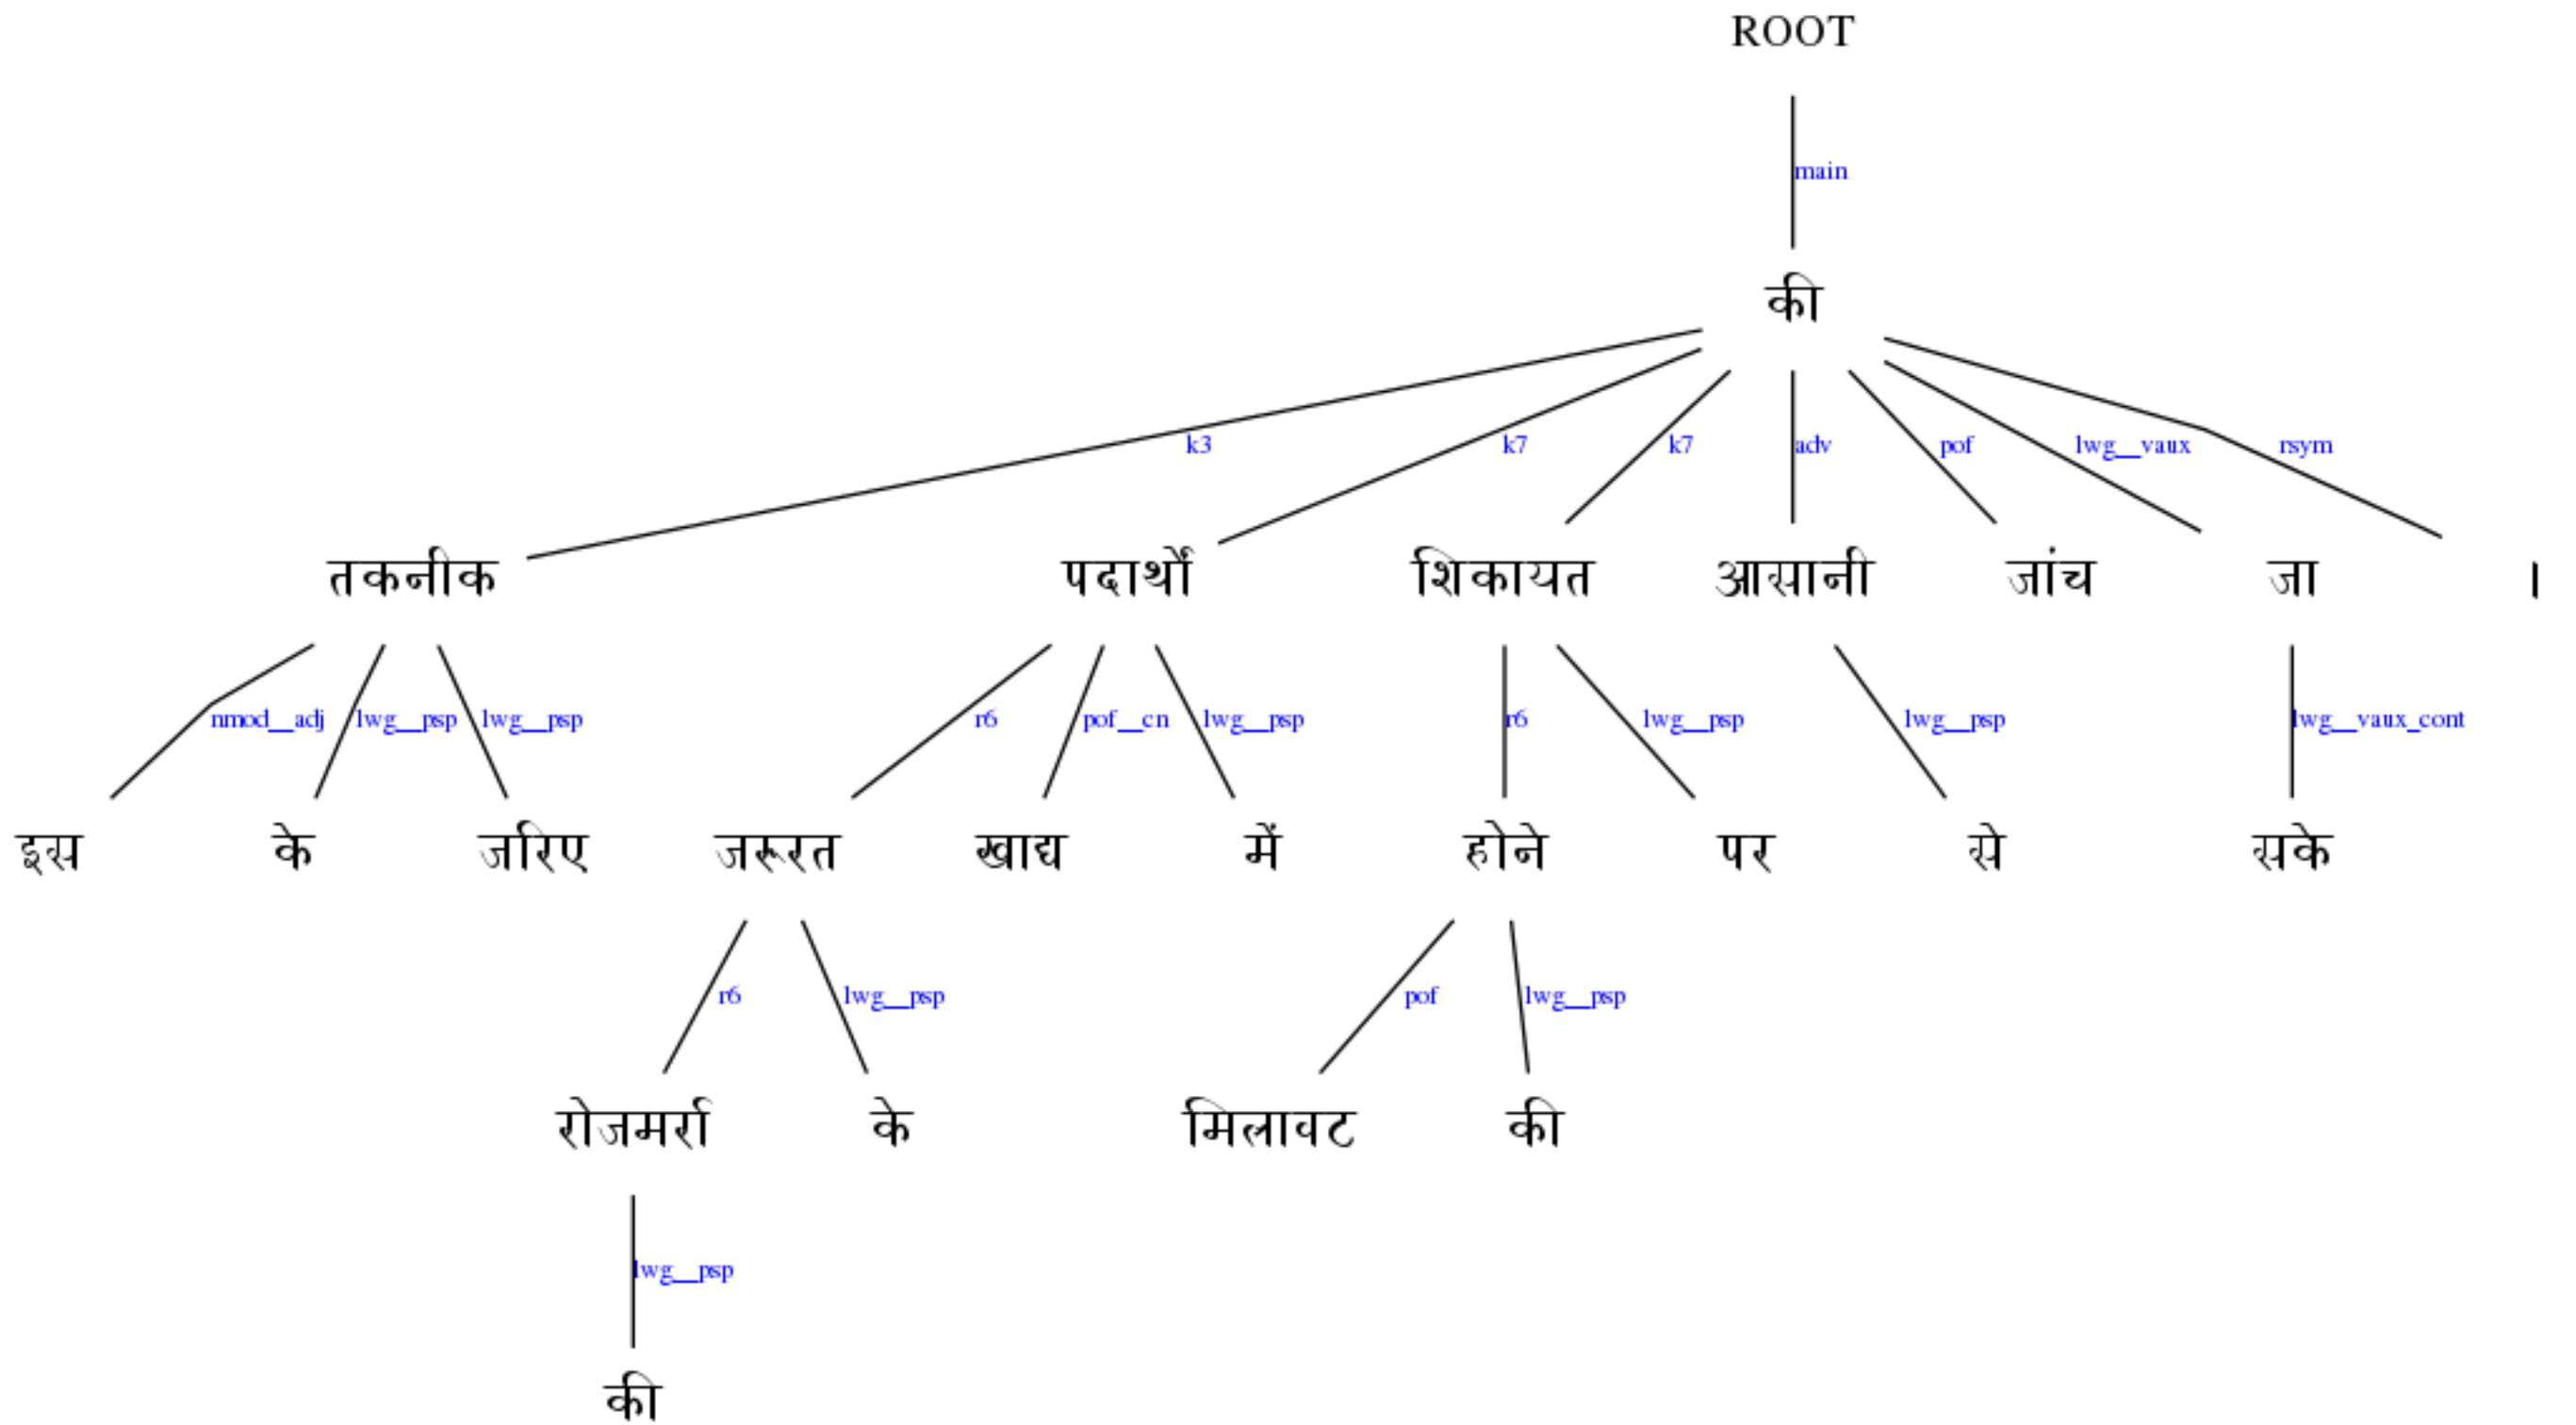 ROOT
main
की
k3 k7 k7 adv pof lwg__vaux rsym
तकनीक पदार्थों शिकायत आसानी जांच जा ।
nmod__adj lwg__psp lwg__psp r6 pof__cn lwg__psp r6 lwg__psp lwg__psp lwg__vaux_cont
इस के जरिए जरूरत खाद्य में होने पर से सके
r6 lwg__psp pof lwg__psp
रोजमर्रा के मिलावट की
lwg__psp
की